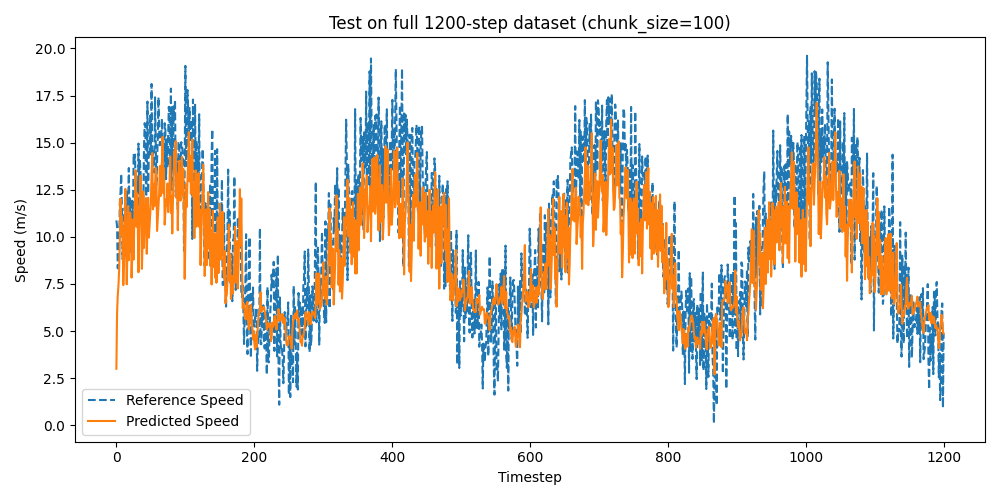 Test on full 1200-step dataset (chunk_size=100)
Speed (m/s)
20.0
17.5
15.0
12.5
10.0
7.5
5.0
2.5
0.0
Reference Speed
Predicted Speed
0 200 400 600 800 1000 1200
Timestep